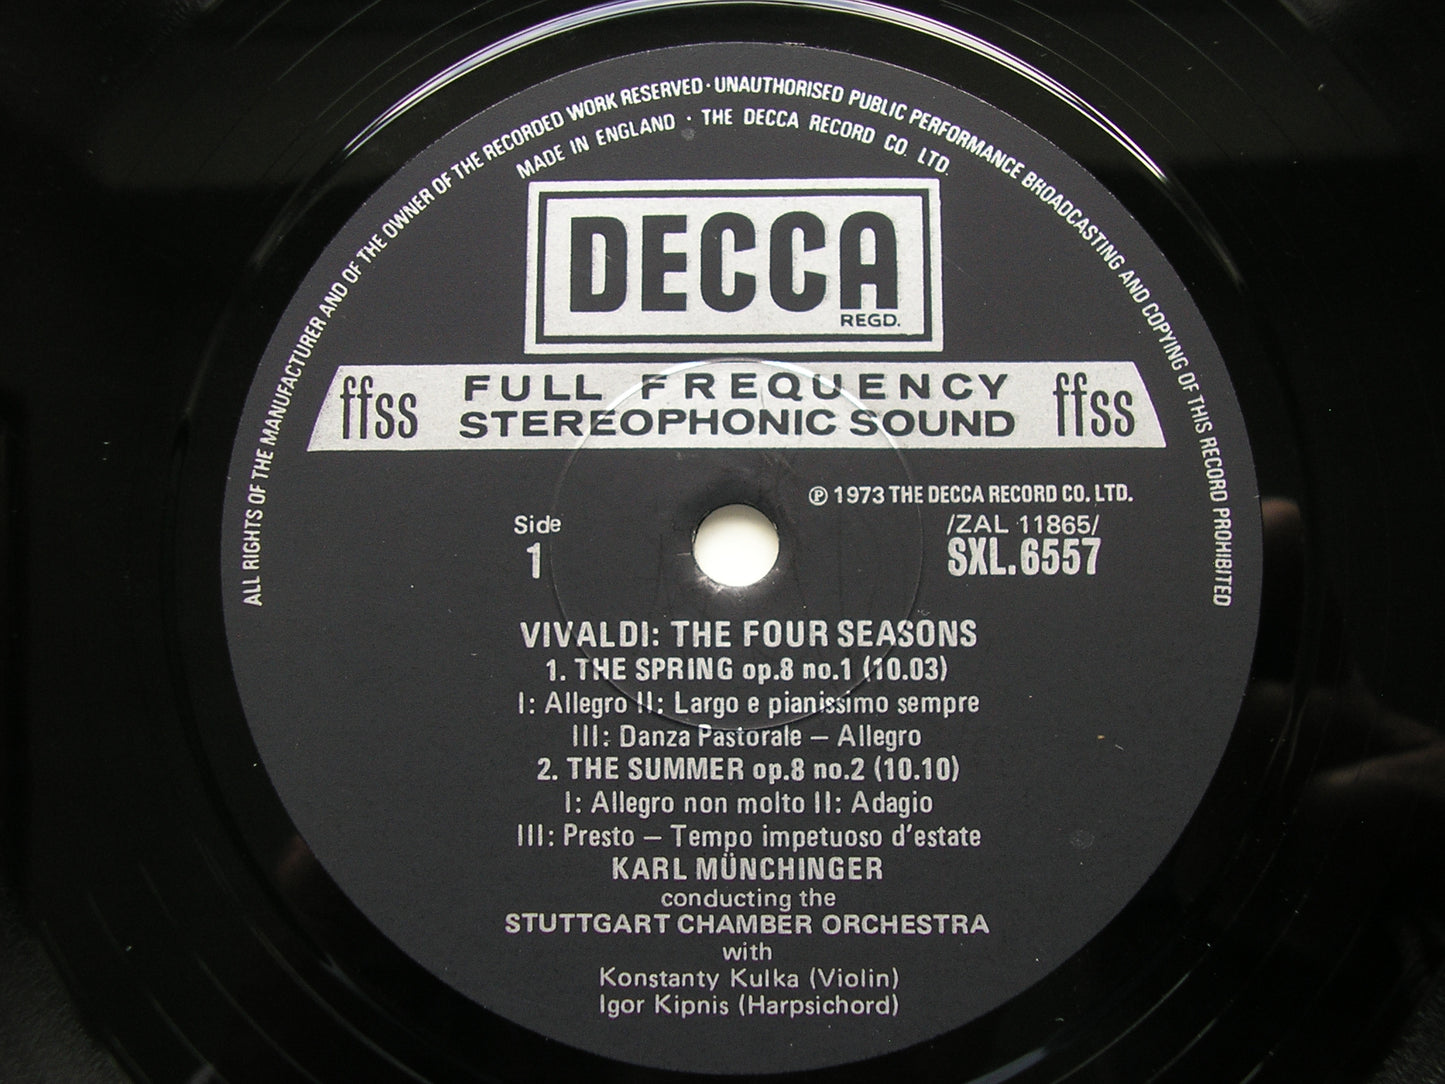 ALL RIGHTS OF THE MANUFACTURER AND OF THE OWNER OF THE RECORDED WORK RESERVED · UNAUTHORISED PUBLIC PERFORMANCE BROADCASTING AND COPYING OF THIS RECORD PROHIBITED
MADE IN ENGLAND · THE DECCA RECORD CO. LTD.
DECCA
REGD.
ffss FULL FREQUENCY ffss
STEREOPHONIC SOUND
℗ 1973 THE DECCA RECORD CO. LTD.
Side /ZAL 11865/
1 SXL.6557
VIVALDI: THE FOUR SEASONS
1. THE SPRING op.8 no.1 (10.03)
I: Allegro II: Largo e pianissimo sempre
III: Danza Pastorale – Allegro
2. THE SUMMER op.8 no.2 (10.10)
I: Allegro non molto II: Adagio
III: Presto – Tempo impetuoso d'estate
KARL MÜNCHINGER
conducting the
STUTTGART CHAMBER ORCHESTRA
with
Konstanty Kulka (Violin)
Igor Kipnis (Harpsichord)